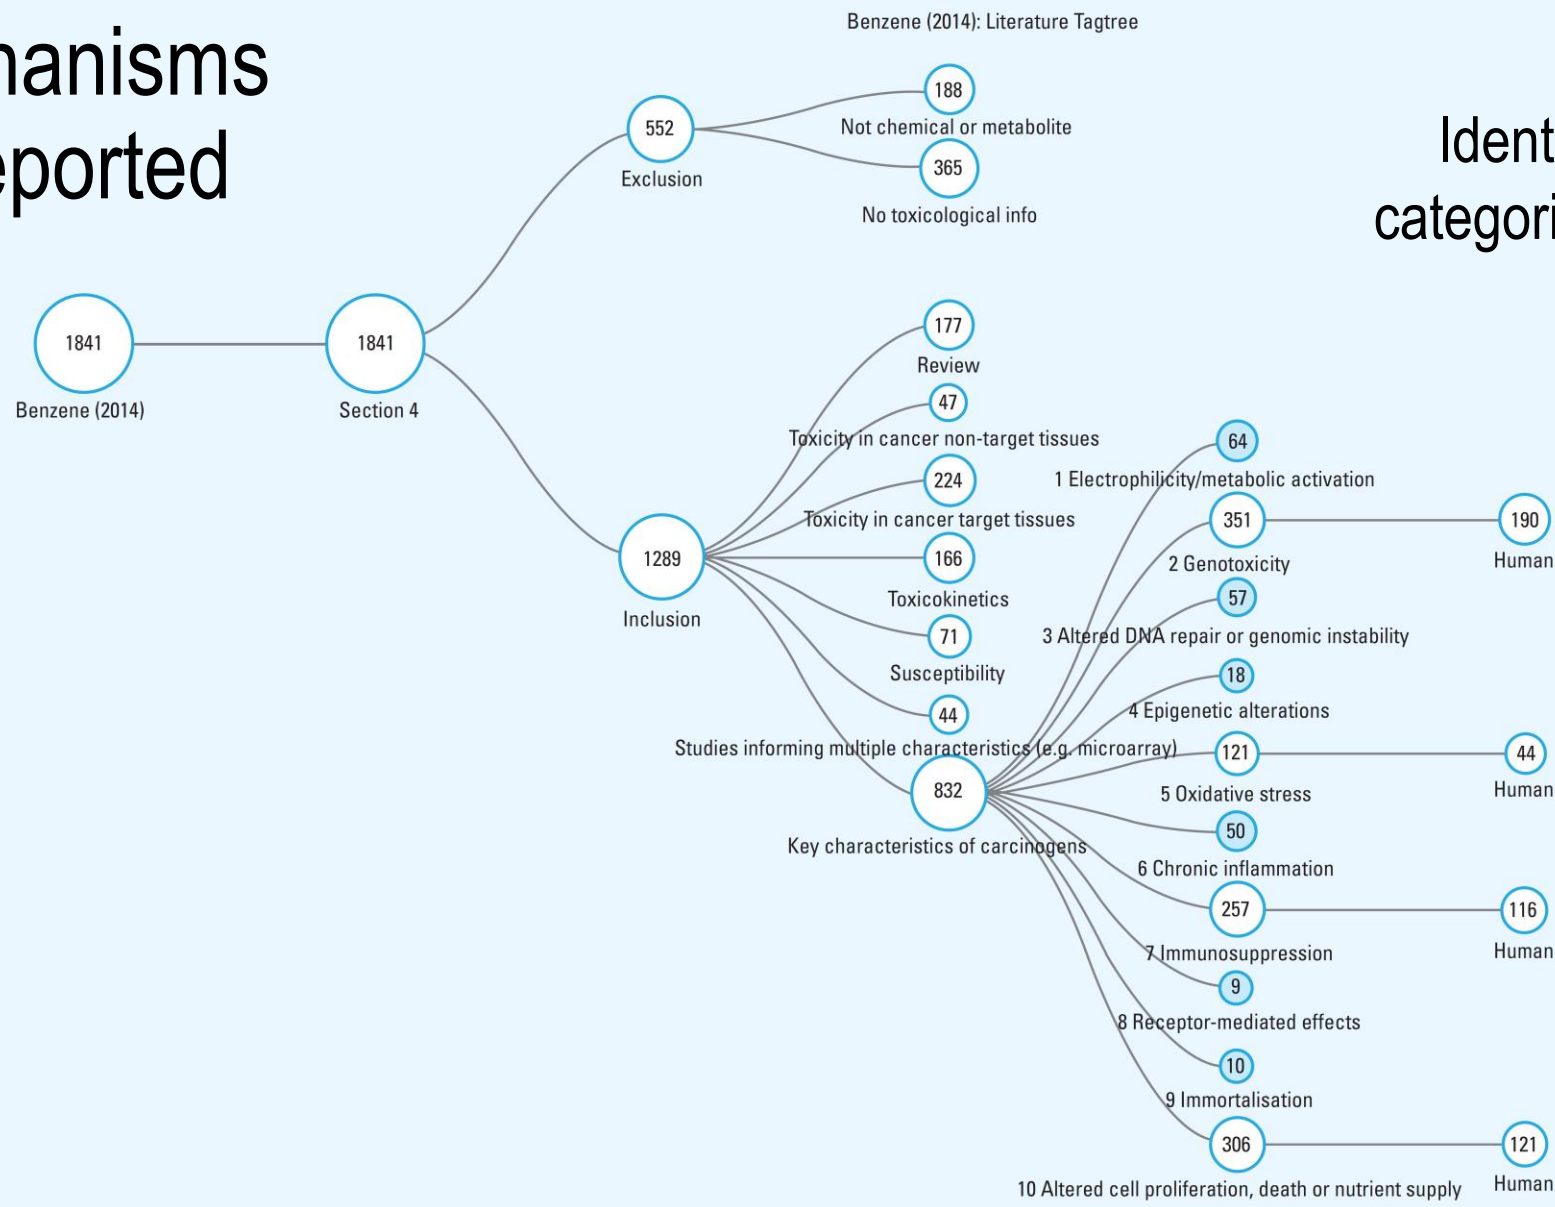 hanisms
eported
Ident
categori
Benzene (2014): Literature Tagtree
1841
Benzene (2014)
1841
Section 4
552
Exclusion
188
Not chemical or metabolite
365
No toxicological info
1289
Inclusion
177
Review
47
Toxicity in cancer non-target tissues
224
Toxicity in cancer target tissues
166
Toxicokinetics
71
Susceptibility
44
Studies informing multiple characteristics (e.g. microarray)
832
Key characteristics of carcinogens
64
1 Electrophilicity/metabolic activation
351
2 Genotoxicity
190
Human
57
3 Altered DNA repair or genomic instability
18
4 Epigenetic alterations
121
5 Oxidative stress
44
Human
50
6 Chronic inflammation
257
7 Immunosuppression
116
Human
9
8 Receptor-mediated effects
10
9 Immortalisation
306
10 Altered cell proliferation, death or nutrient supply
121
Human